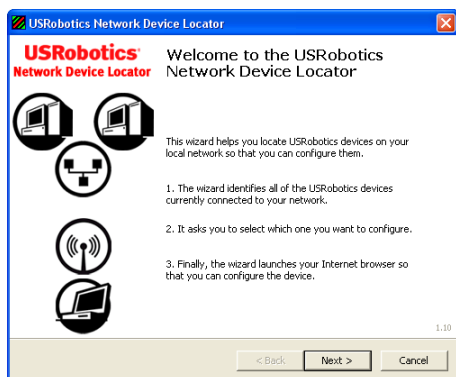 USRobotics Network Device Locator
USRobotics
Network Device Locator
Welcome to the USRobotics
Network Device Locator
This wizard helps you locate USRobotics devices on your
local network so that you can configure them.
1. The wizard identifies all of the USRobotics devices
currently connected to your network.
2. It asks you to select which one you want to configure.
3. Finally, the wizard launches your Internet browser so
that you can configure the device.
1.10
< Back
Next >
Cancel